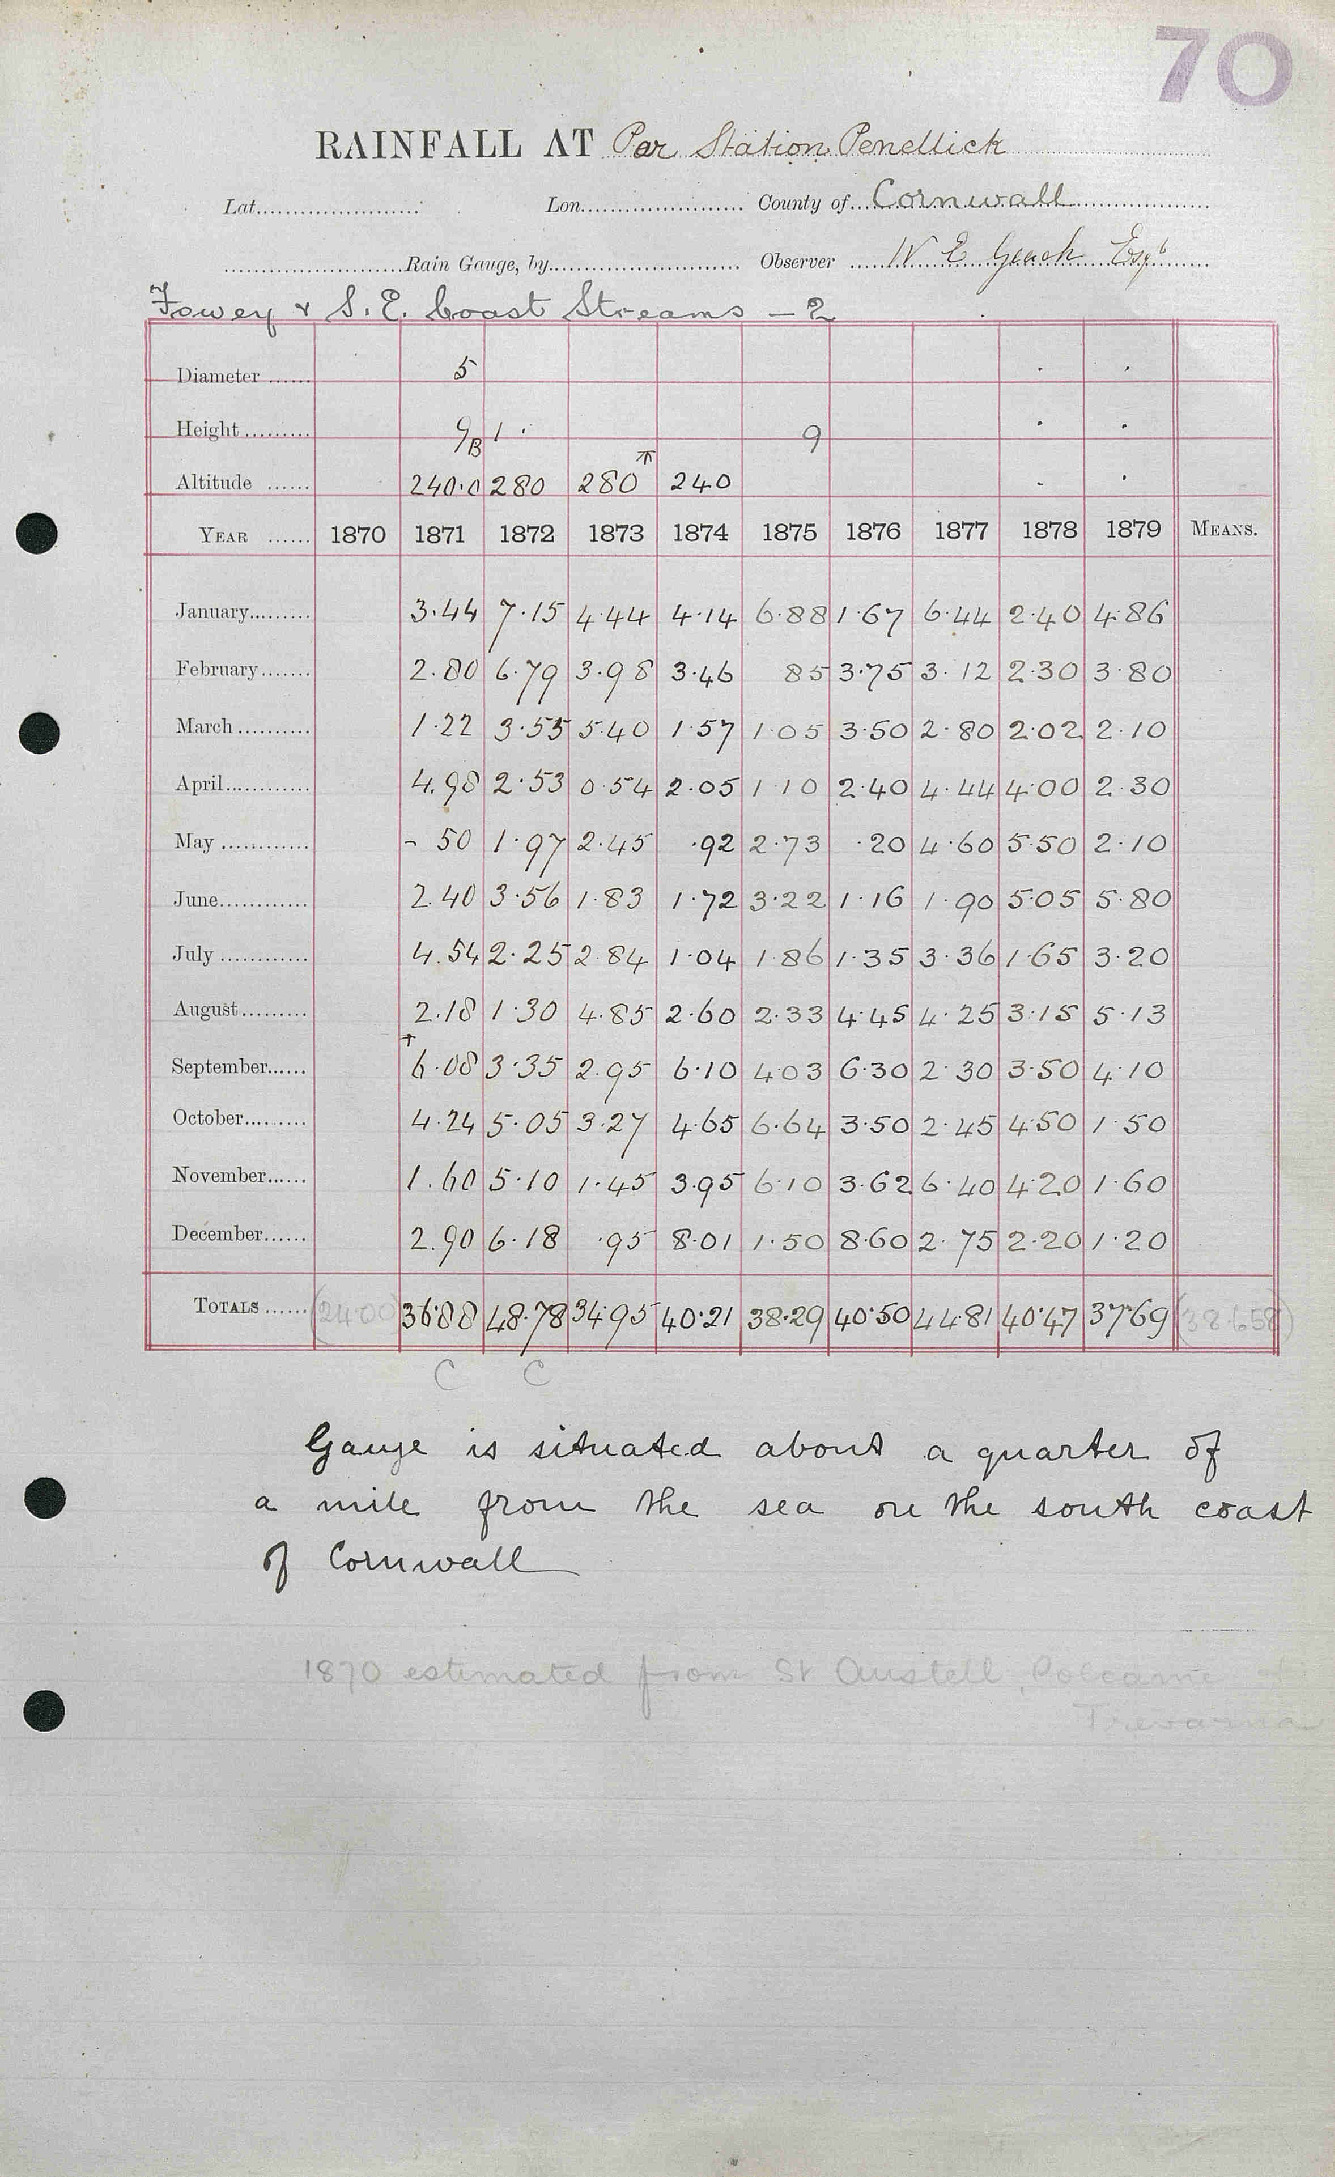 70
RAINFALL AT Par Station Penellick
Lat. Lon. County of Cornwall
Rain Gauge, by Observer W E Geach Esqr
Fowey & S. E. Coast Streams - 2
Diameter 5
Height 9 B 1 · 9
Altitude 240.0 280 280 240
YEAR 1870 1871 1872 1873 1874 1875 1876 1877 1878 1879 MEANS.
January 3.44 7.15 4.44 4.14 6.88 1.67 6.44 2.40 4.86
February 2.80 6.79 3.98 3.46 85 3.75 3.12 2.30 3.80
March 1.22 3.55 5.40 1.57 1.05 3.50 2.80 2.02 2.10
April 4.98 2.53 0.54 2.05 1.10 2.40 4.44 4.00 2.30
May - 50 1.97 2.45 .92 2.73 .20 4.60 5.50 2.10
June 2.40 3.56 1.83 1.72 3.22 1.16 1.90 5.05 5.80
July 4.54 2.25 2.84 1.04 1.86 1.35 3.36 1.65 3.20
August 2.18 1.30 4.85 2.60 2.33 4.45 4.25 3.15 5.13
September 6.08 3.35 2.95 6.10 4.03 6.30 2.30 3.50 4.10
October 4.24 5.05 3.27 4.65 6.64 3.50 2.45 4.50 1.50
November 1.60 5.10 1.45 3.95 6.10 3.62 6.40 4.20 1.60
December 2.90 6.18 .95 8.01 1.50 8.60 2.75 2.20 1.20
TOTALS (24.00) 36.88 48.78 34.95 40.21 38.29 40.50 44.81 40.47 37.69 (38.658)
C C
Gauge is situated about a quarter of
a mile from the sea on the south coast
of Cornwall
1870 estimated from St Austell, Polcarne
Trevarna